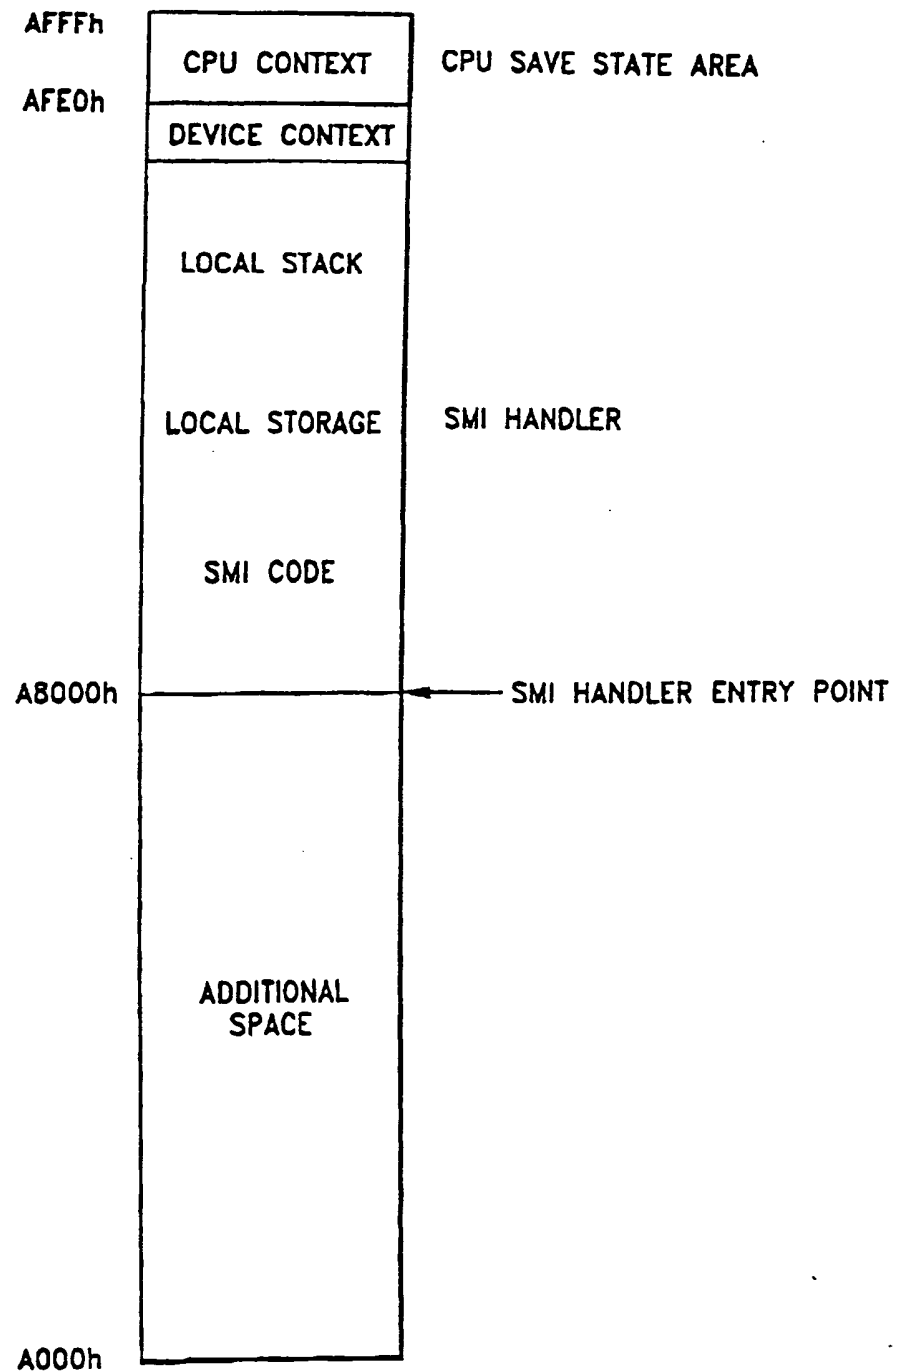 AFFFh
CPU CONTEXT
CPU SAVE STATE AREA
AFE0h
DEVICE CONTEXT
LOCAL STACK
LOCAL STORAGE
SMI HANDLER
SMI CODE
A8000h
SMI HANDLER ENTRY POINT
ADDITIONAL
SPACE
A000h